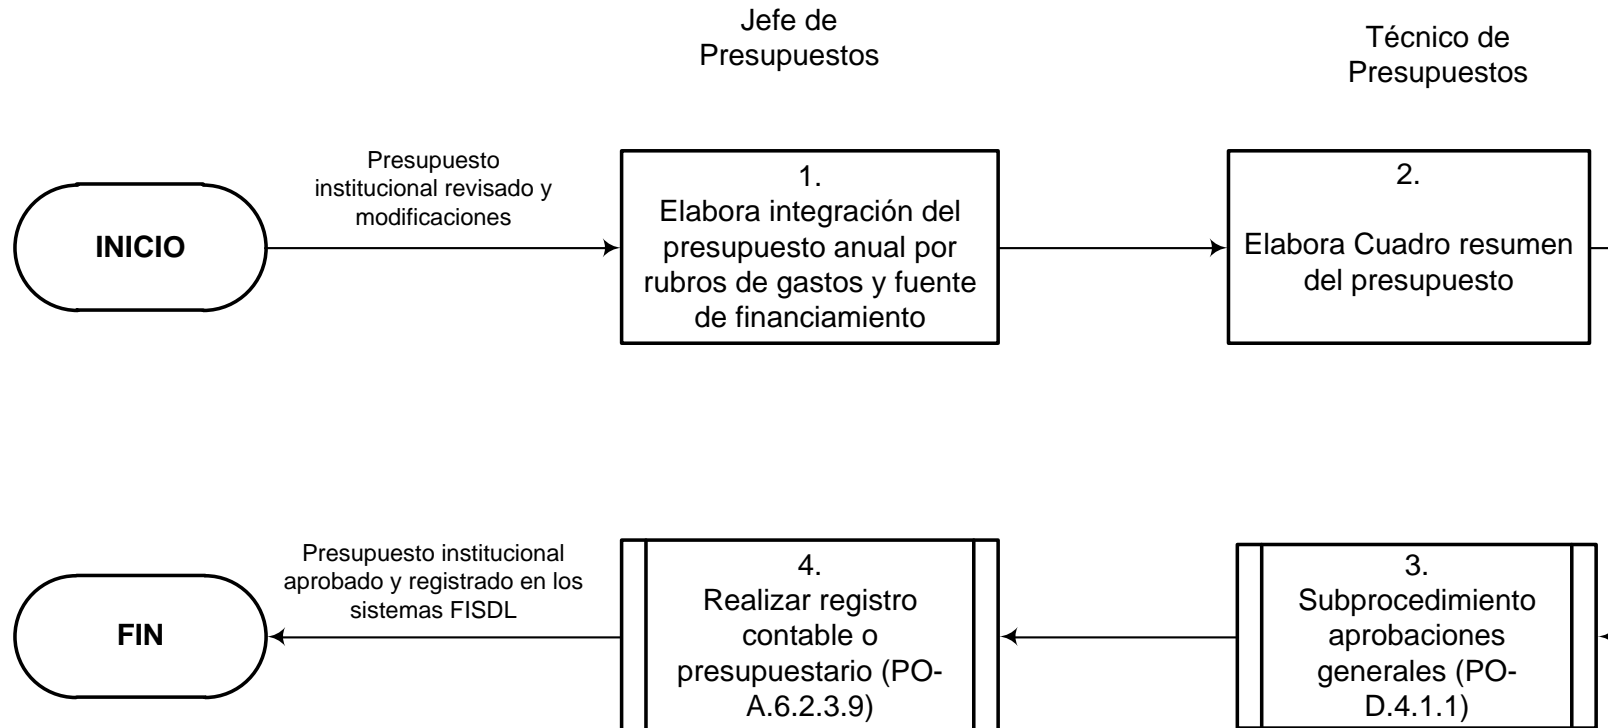 Jefe de
Presupuestos
Técnico de
Presupuestos
INICIO
Presupuesto
institucional revisado y
modificaciones
1.
Elabora integración del
presupuesto anual por
rubros de gastos y fuente
de financiamiento
2.
Elabora Cuadro resumen
del presupuesto
FIN
Presupuesto institucional
aprobado y registrado en los
sistemas FISDL
4.
Realizar registro
contable o
presupuestario (PO-
A.6.2.3.9)
3.
Subprocedimiento
aprobaciones
generales (PO-
D.4.1.1)